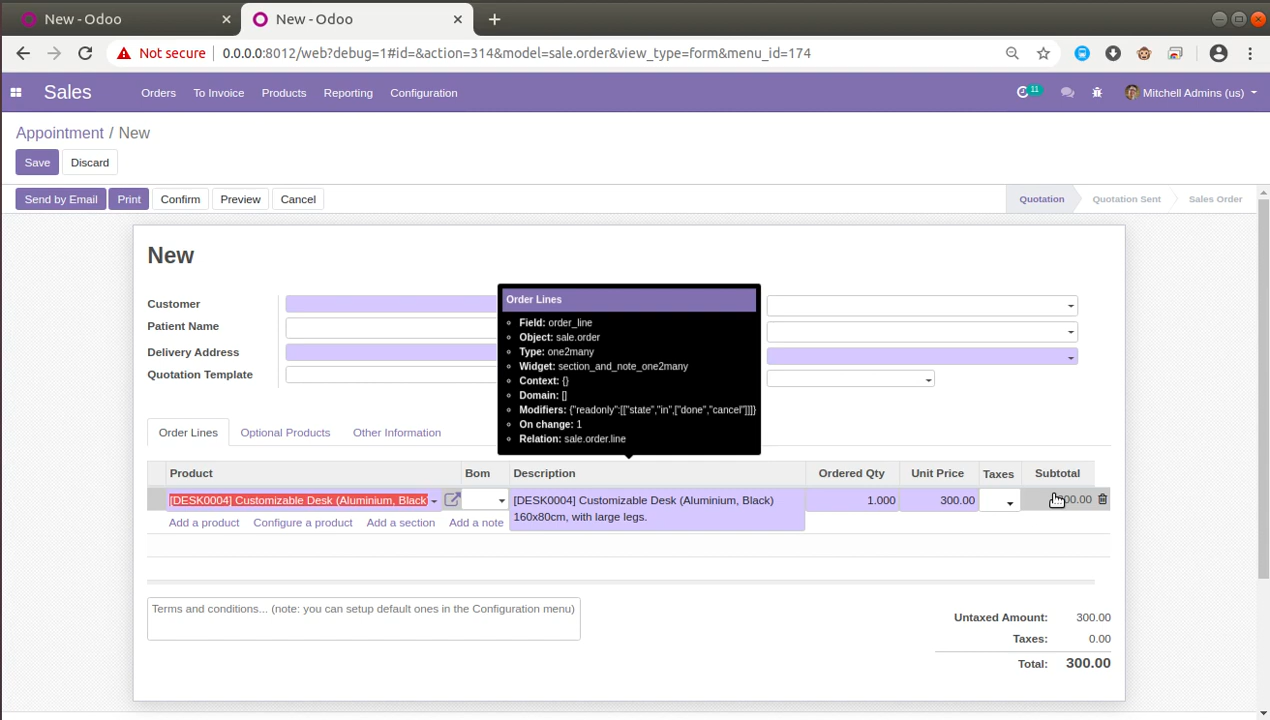 New - Odoo
New - Odoo
Not secure 0.0.0.0:8012/web?debug=1#id=&action=314&model=sale.order&view_type=form&menu_id=174
Sales Orders To Invoice Products Reporting Configuration 11 Mitchell Admins (us)
Appointment / New
Save Discard
Send by Email Print Confirm Preview Cancel Quotation Quotation Sent Sales Order
New
Customer
Patient Name
Delivery Address
Quotation Template
Order Lines
Field: order_line
Object: sale.order
Type: one2many
Widget: section_and_note_one2many
Context: {}
Domain: []
Modifiers: {"readonly":[["state","in",["done","cancel"]]]}
On change: 1
Relation: sale.order.line
Order Lines Optional Products Other Information
Product Bom Description Ordered Qty Unit Price Taxes Subtotal
[DESK0004] Customizable Desk (Aluminium, Black [DESK0004] Customizable Desk (Aluminium, Black) 1.000 300.00
160x80cm, with large legs.
Add a product Configure a product Add a section Add a note
Terms and conditions... (note: you can setup default ones in the Configuration menu)
Untaxed Amount: 300.00
Taxes: 0.00
Total: 300.00